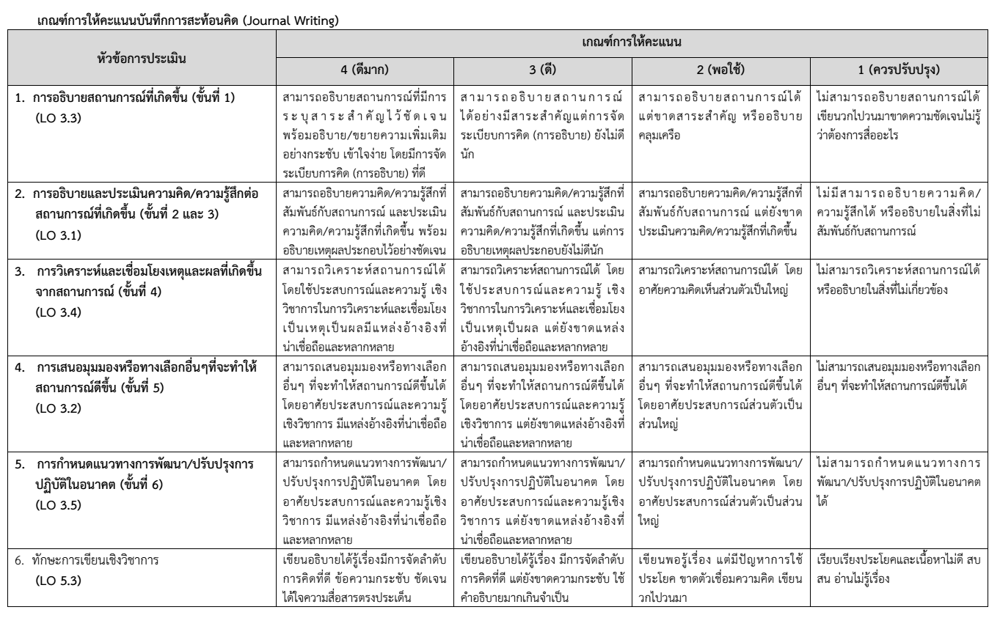 เกณฑ์การให้คะแนนบันทึกการสะท้อนคิด (Journal Writing)
หัวข้อการประเมิน
เกณฑ์การให้คะแนน
4 (ดีมาก)
3 (ดี)
2 (พอใช้)
1 (ควรปรับปรุง)
1. การอธิบายสถานการณ์ที่เกิดขึ้น (ขั้นที่ 1)
(LO 3.3)
สามารถอธิบายสถานการณ์ที่มีการ
ระบุสาระสำคัญไว้ชัดเจน
พร้อมอธิบาย/ขยายความเพิ่มเติม
อย่างกระชับ เข้าใจง่าย โดยมีการจัด
ระเบียบการคิด (การอธิบาย) ที่ดี
สามารถอธิบายสถานการณ์
ได้อย่างมีสาระสำคัญแต่การจัด
ระเบียบการคิด (การอธิบาย) ยังไม่ดี
นัก
สามารถอธิบายสถานการณ์ได้
แต่ขาดสาระสำคัญ หรืออธิบาย
คลุมเครือ
ไม่สามารถอธิบายสถานการณ์ได้
เขียนวกไปวนมาขาดความชัดเจนไม่รู้
ว่าต้องการสื่ออะไร
2. การอธิบายและประเมินความคิด/ความรู้สึกต่อ
สถานการณ์ที่เกิดขึ้น (ขั้นที่ 2 และ 3)
(LO 3.1)
สามารถอธิบายความคิด/ความรู้สึกที่
สัมพันธ์กับสถานการณ์ และประเมิน
ความคิด/ความรู้สึกที่เกิดขึ้น พร้อม
อธิบายเหตุผลประกอบไว้อย่างชัดเจน
สามารถอธิบายความคิด/ความรู้สึกที่
สัมพันธ์กับสถานการณ์ และประเมิน
ความคิด/ความรู้สึกที่เกิดขึ้น แต่การ
อธิบายเหตุผลประกอบยังไม่ดีนัก
สามารถอธิบายความคิด/ความรู้สึกที่
สัมพันธ์กับสถานการณ์ แต่ยังขาด
ประเมินความคิด/ความรู้สึกที่เกิดขึ้น
ไม่มีสามารถอธิบายความคิด/
ความรู้สึกได้ หรืออธิบายในสิ่งที่ไม่
สัมพันธ์กับสถานการณ์
3. การวิเคราะห์และเชื่อมโยงเหตุและผลที่เกิดขึ้น
จากสถานการณ์ (ขั้นที่ 4)
(LO 3.4)
สามารถวิเคราะห์สถานการณ์ได้
โดยใช้ประสบการณ์และความรู้ เชิง
วิชาการในการวิเคราะห์และเชื่อมโยง
เป็นเหตุเป็นผลมีแหล่งอ้างอิงที่
น่าเชื่อถือและหลากหลาย
สามารถวิเคราะห์สถานการณ์ได้ โดย
ใช้ประสบการณ์และความรู้ เชิง
วิชาการในการวิเคราะห์และเชื่อมโยง
เป็นเหตุเป็นผล แต่ยังขาดแหล่ง
อ้างอิงที่น่าเชื่อถือและหลากหลาย
สามารถวิเคราะห์สถานการณ์ได้ โดย
อาศัยความคิดเห็นส่วนตัวเป็นใหญ่
ไม่สามารถวิเคราะห์สถานการณ์ได้
หรืออธิบายในสิ่งที่ไม่เกี่ยวข้อง
4. การเสนอมุมมองหรือทางเลือกอื่นๆที่จะทำให้
สถานการณ์ดีขึ้น (ขั้นที่ 5)
(LO 3.2)
สามารถเสนอมุมมองหรือทางเลือก
อื่นๆ ที่จะทำให้สถานการณ์ดีขึ้นได้
โดยอาศัยประสบการณ์และความรู้
เชิงวิชาการ มีแหล่งอ้างอิงที่น่าเชื่อถือ
และหลากหลาย
สามารถเสนอมุมมองหรือทางเลือก
อื่นๆ ที่จะทำให้สถานการณ์ดีขึ้นได้
โดยอาศัยประสบการณ์และความรู้
เชิงวิชาการ แต่ยังขาดแหล่งอ้างอิงที่
น่าเชื่อถือและหลากหลาย
สามารถเสนอมุมมองหรือทางเลือก
อื่นๆ ที่จะทำให้สถานการณ์ดีขึ้นได้
โดยอาศัยประสบการณ์ส่วนตัวเป็น
ส่วนใหญ่
ไม่สามารถเสนอมุมมองหรือทางเลือก
อื่นๆ ที่จะทำให้สถานการณ์ดีขึ้นได้
5. การกำหนดแนวทางการพัฒนา/ปรับปรุงการ
ปฏิบัติในอนาคต (ขั้นที่ 6)
(LO 3.5)
สามารถกำหนดแนวทางการพัฒนา/
ปรับปรุงการปฏิบัติในอนาคต โดย
อาศัยประสบการณ์และความรู้เชิง
วิชาการ มีแหล่งอ้างอิงที่น่าเชื่อถือ
และหลากหลาย
สามารถกำหนดแนวทางการพัฒนา/
ปรับปรุงการปฏิบัติในอนาคต โดย
อาศัยประสบการณ์และความรู้เชิง
วิชาการ แต่ยังขาดแหล่งอ้างอิงที่
น่าเชื่อถือและหลากหลาย
สามารถกำหนดแนวทางการพัฒนา/
ปรับปรุงการปฏิบัติในอนาคต โดย
อาศัยประสบการณ์ส่วนตัวเป็นส่วน
ใหญ่
ไม่สามารถกำหนดแนวทางการ
พัฒนา/ปรับปรุงการปฏิบัติในอนาคต
ได้
6. ทักษะการเขียนเชิงวิชาการ
(LO 5.3)
เขียนอธิบายได้รู้เรื่องมีการจัดลำดับ
การคิดที่ดี ข้อความกระชับ ชัดเจน
ได้ใจความสื่อสารตรงประเด็น
เขียนอธิบายได้รู้เรื่อง มีการจัดลำดับ
การคิดที่ดี แต่ยังขาดความกระชับ ใช้
คำอธิบายมากเกินจำเป็น
เขียนพอรู้เรื่อง แต่มีปัญหาการใช้
ประโยค ขาดตัวเชื่อมความคิด เขียน
วกไปวนมา
เรียบเรียงประโยคและเนื้อหาไม่ดี สบ
สน อ่านไม่รู้เรื่อง